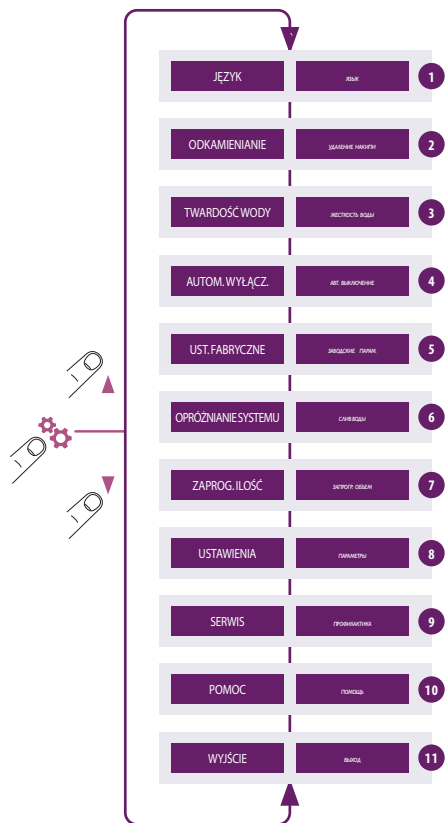 JĘZYK ЯЗЫК 1
ODKAMIENIANIE УДАЛЕНИЕ НАКИПИ 2
TWARDOŚĆ WODY ЖЕСТКОСТЬ ВОДЫ 3
AUTOM. WYŁĄCZ. АВТ. ВЫКЛЮЧЕНИЕ 4
UST. FABRYCZNE ЗАВОДСКИЕ ПАРАМ. 5
OPRÓŻNIANIE SYSTEMU СЛИВ ВОДЫ 6
ZAPROG. ILOŚĆ ЗАПРОГР. ОБЪЕМ 7
USTAWIENIA ПАРАМЕТРЫ 8
SERWIS ПРОФИЛАКТИКА 9
POMOC ПОМОЩЬ 10
WYJŚCIE ВЫХОД 11